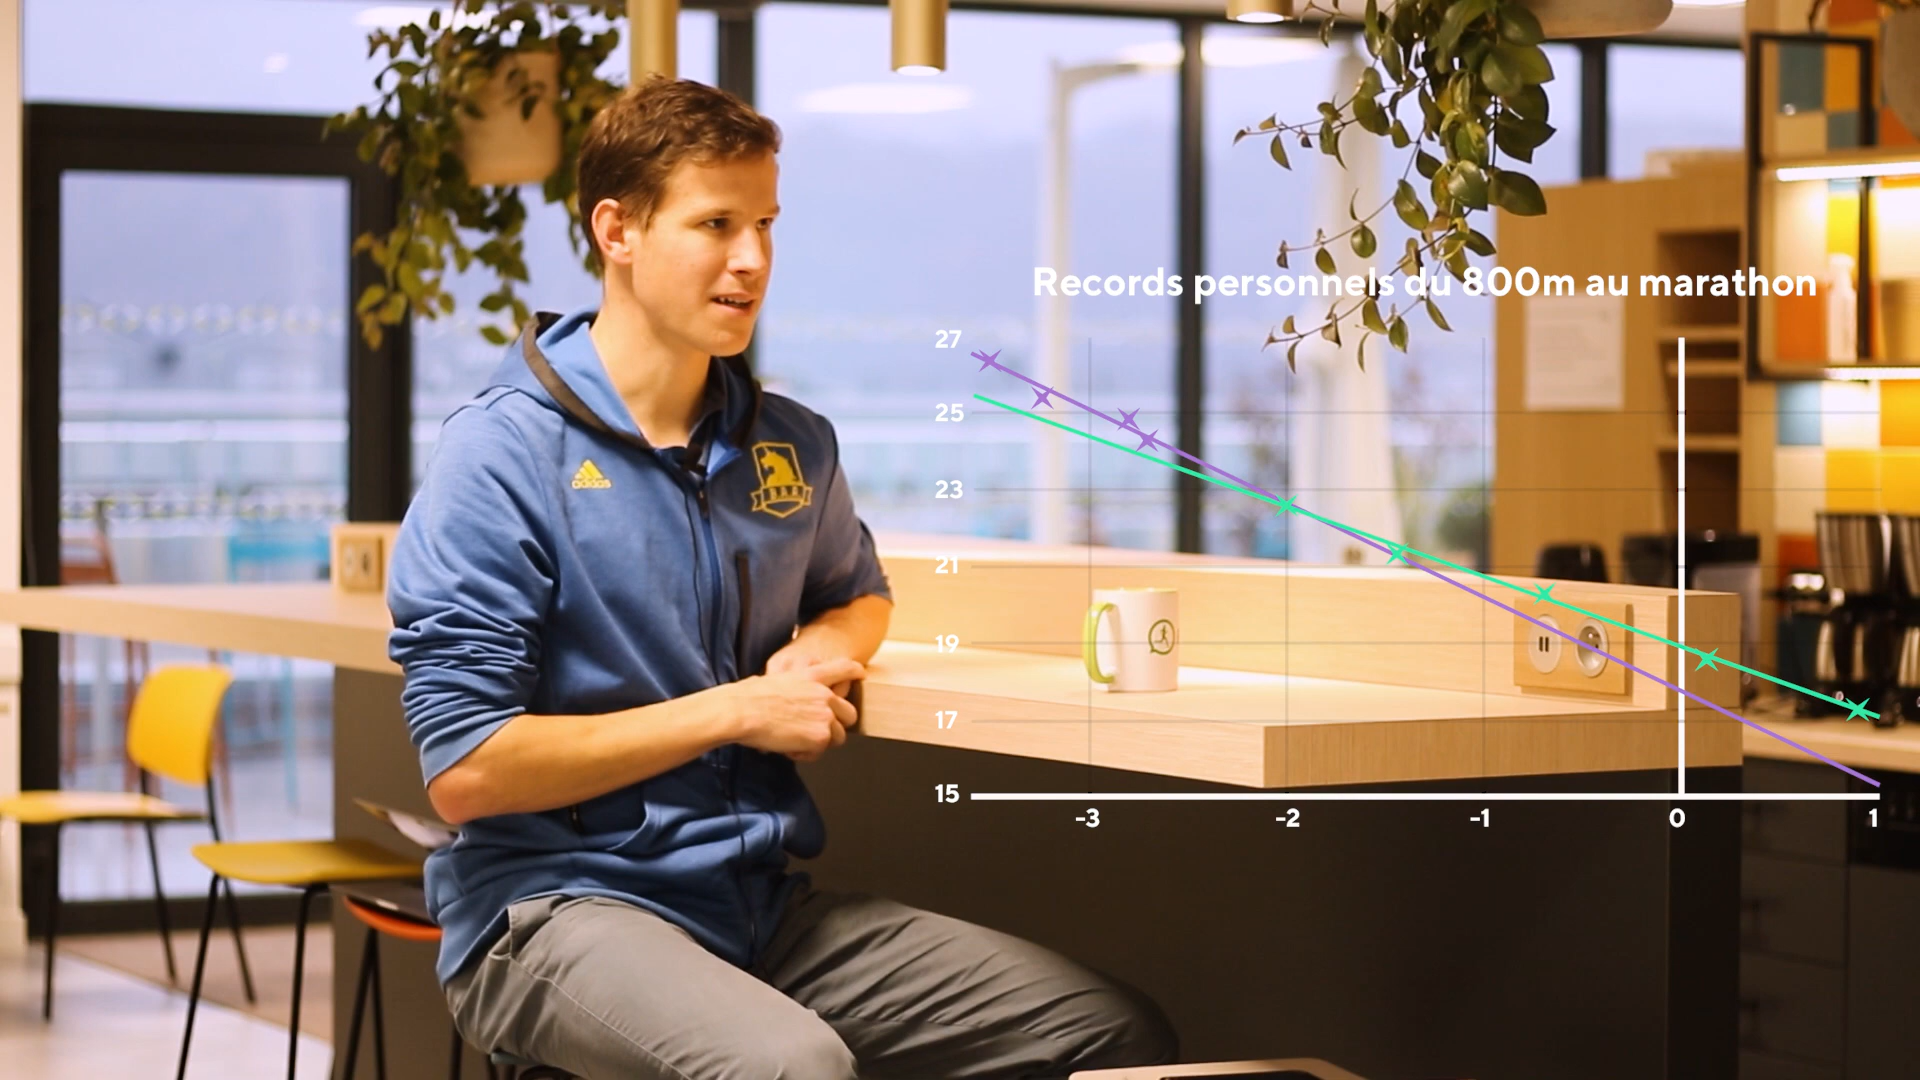 Records personnels du 800m au marathon
27
25
23
21
19
17
15
-3 -2 -1 0 1
adidas
B.A.A